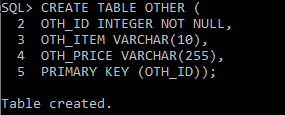 SQL> CREATE TABLE OTHER (
2 OTH_ID INTEGER NOT NULL,
3 OTH_ITEM VARCHAR(10),
4 OTH_PRICE VARCHAR(255),
5 PRIMARY KEY (OTH_ID));
Table created.